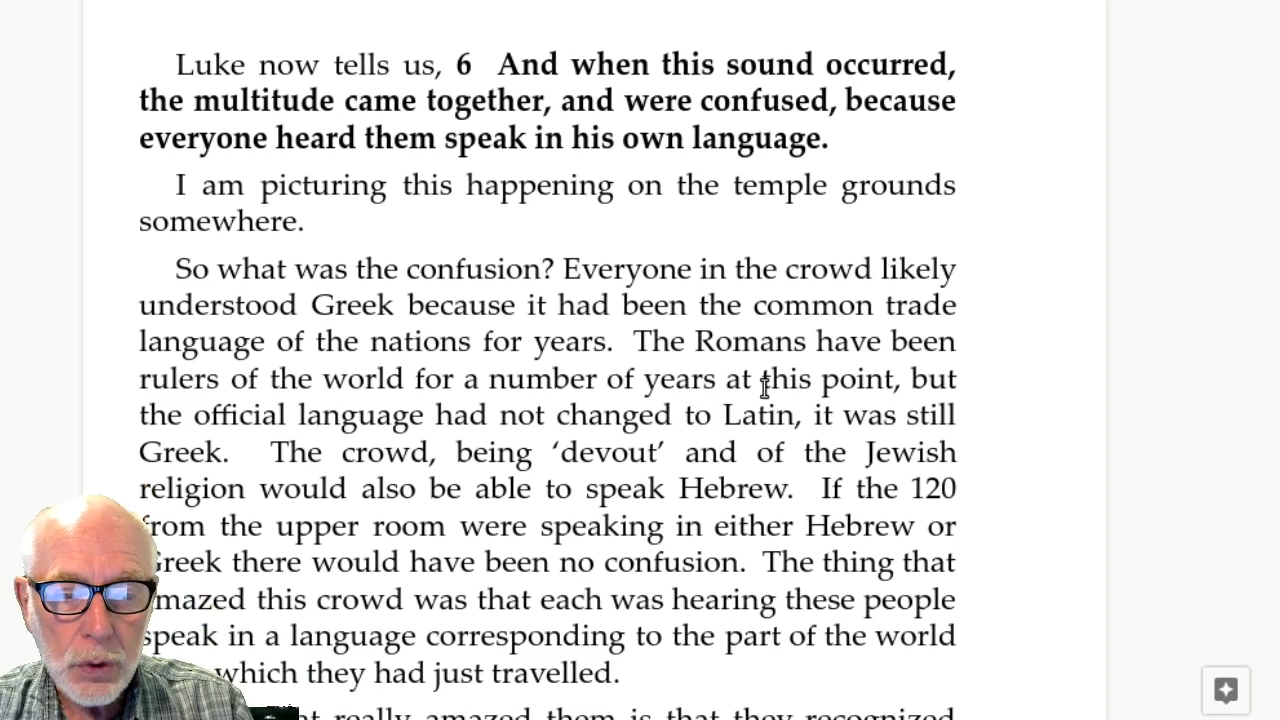 Luke now tells us, 6 And when this sound occurred,
the multitude came together, and were confused, because
everyone heard them speak in his own language.
I am picturing this happening on the temple grounds
somewhere.
So what was the confusion? Everyone in the crowd likely
understood Greek because it had been the common trade
language of the nations for years. The Romans have been
rulers of the world for a number of years at this point, but
the official language had not changed to Latin, it was still
Greek. The crowd, being ‘devout’ and of the Jewish
religion would also be able to speak Hebrew. If the 120
from the upper room were speaking in either Hebrew or
Greek there would have been no confusion. The thing that
amazed this crowd was that each was hearing these people
speak in a language corresponding to the part of the world
which they had just travelled.
really amazed them is that they recognized